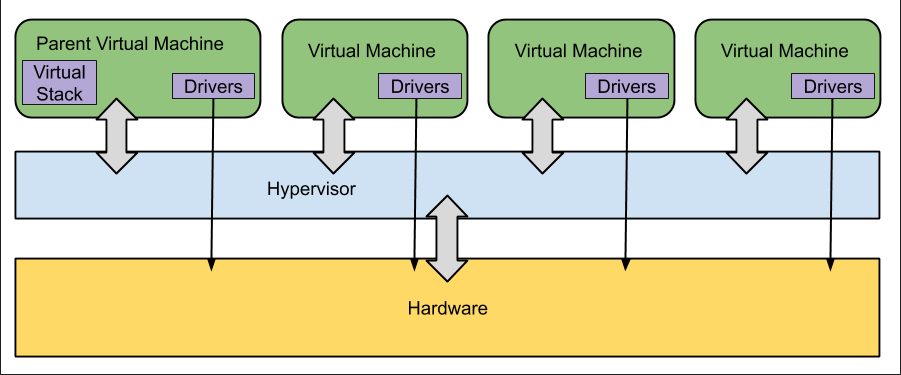 Parent Virtual Machine
Virtual
Stack
Drivers
Virtual Machine
Drivers
Virtual Machine
Drivers
Virtual Machine
Drivers
Hypervisor
Hardware